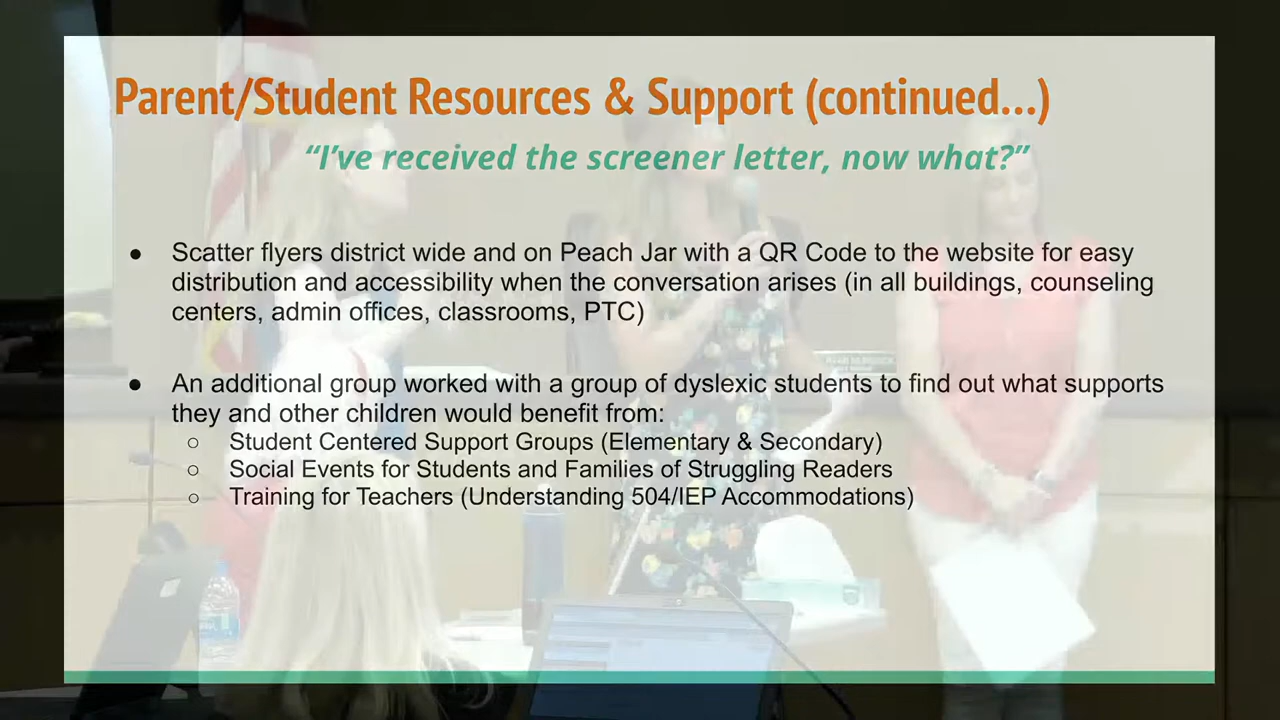 Parent/Student Resources & Support (continued...)
“I’ve received the screener letter, now what?”
● Scatter flyers district wide and on Peach Jar with a QR Code to the website for easy
distribution and accessibility when the conversation arises (in all buildings, counseling
centers, admin offices, classrooms, PTC)
● An additional group worked with a group of dyslexic students to find out what supports
they and other children would benefit from:
○ Student Centered Support Groups (Elementary & Secondary)
○ Social Events for Students and Families of Struggling Readers
○ Training for Teachers (Understanding 504/IEP Accommodations)